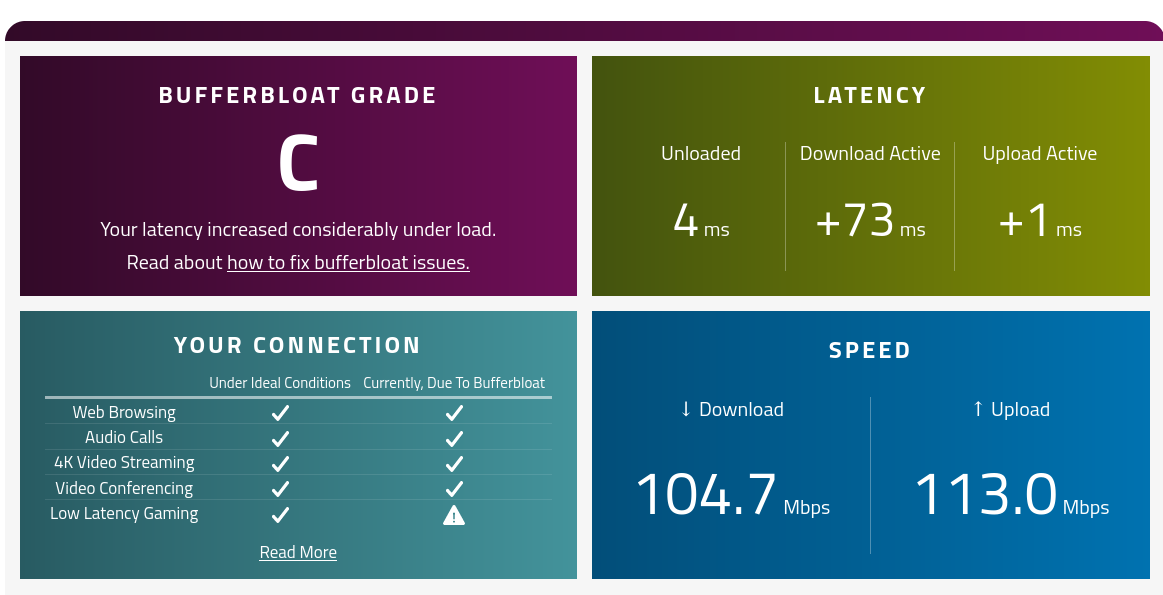 BUFFERBLOAT GRADE
C
Your latency increased considerably under load.
Read about how to fix bufferbloat issues.
LATENCY
Unloaded Download Active Upload Active
4 ms +73 ms +1 ms
YOUR CONNECTION
Under Ideal Conditions Currently, Due To Bufferbloat
Web Browsing
Audio Calls
4K Video Streaming
Video Conferencing
Low Latency Gaming
Read More
SPEED
↓ Download ↑ Upload
104.7 Mbps 113.0 Mbps